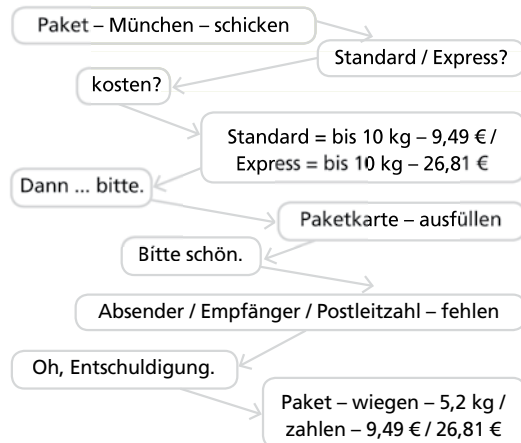 Paket – München – schicken
Standard / Express?
kosten?
Standard = bis 10 kg – 9,49 € /
Express = bis 10 kg – 26,81 €
Dann ... bitte.
Paketkarte – ausfüllen
Bitte schön.
Absender / Empfänger / Postleitzahl – fehlen
Oh, Entschuldigung.
Paket – wiegen – 5,2 kg /
zahlen – 9,49 € / 26,81 €